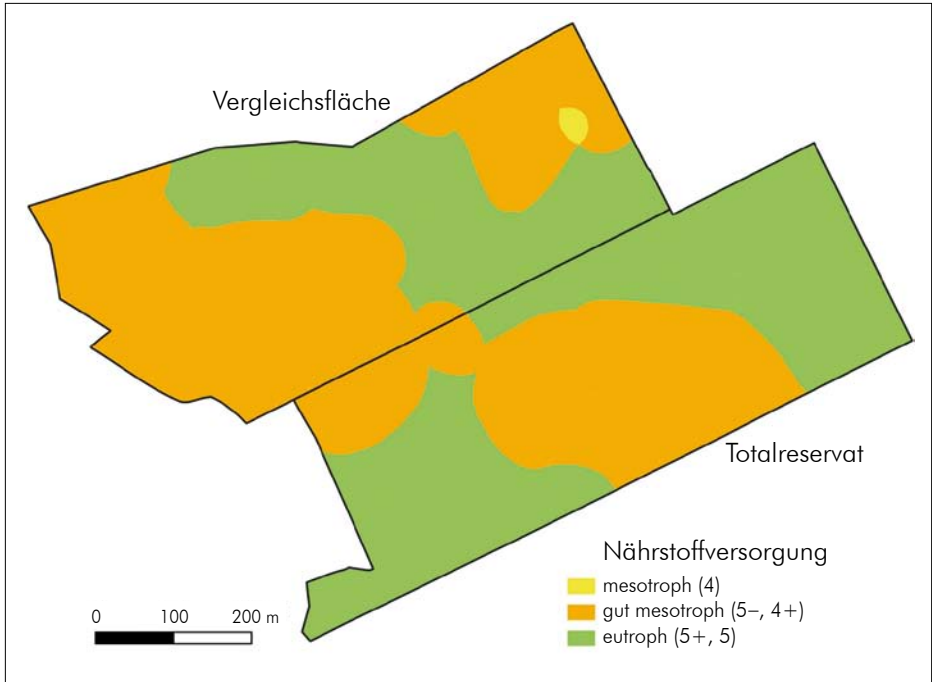 Vergleichsfläche
Totalreservat
Nährstoffversorgung
mesotroph (4)
gut mesotroph (5–, 4+)
eutroph (5+, 5)
0 100 200 m